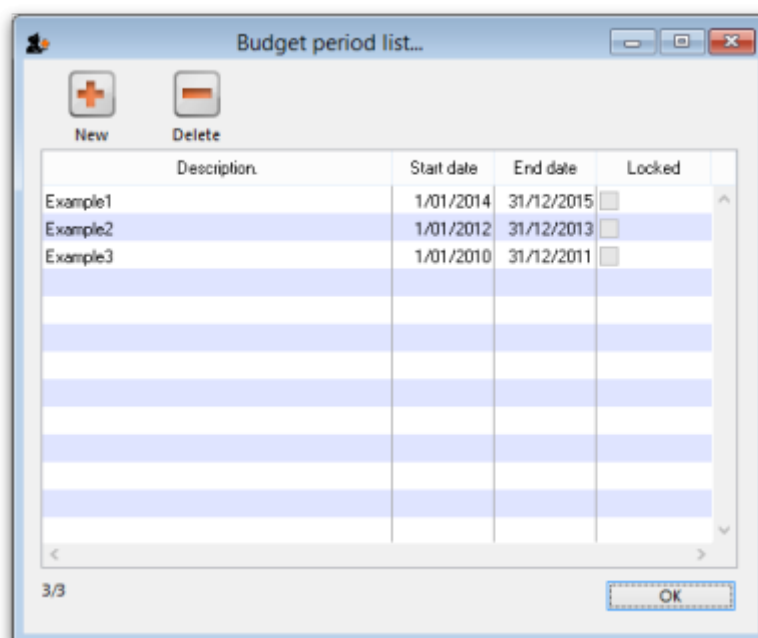 Budget period list...
New Delete
Description. Start date End date Locked
Example1 1/01/2014 31/12/2015
Example2 1/01/2012 31/12/2013
Example3 1/01/2010 31/12/2011
3/3 OK